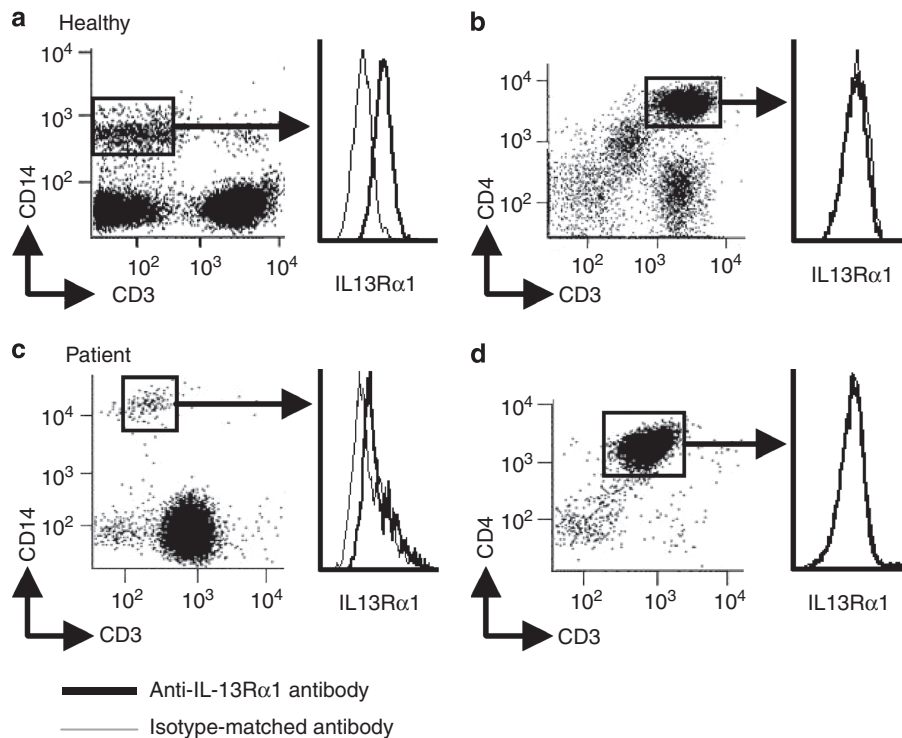 a Healthy
10⁴
10³
10²
CD14
10² 10³ 10⁴
CD3
IL13Rα1
b
10⁴
10³
10²
CD4
10² 10³ 10⁴
CD3
IL13Rα1
c Patient
10⁴
10³
10²
CD14
10² 10³ 10⁴
CD3
IL13Rα1
d
10⁴
10³
10²
CD4
10² 10³ 10⁴
CD3
IL13Rα1
Anti-IL-13Rα1 antibody
Isotype-matched antibody